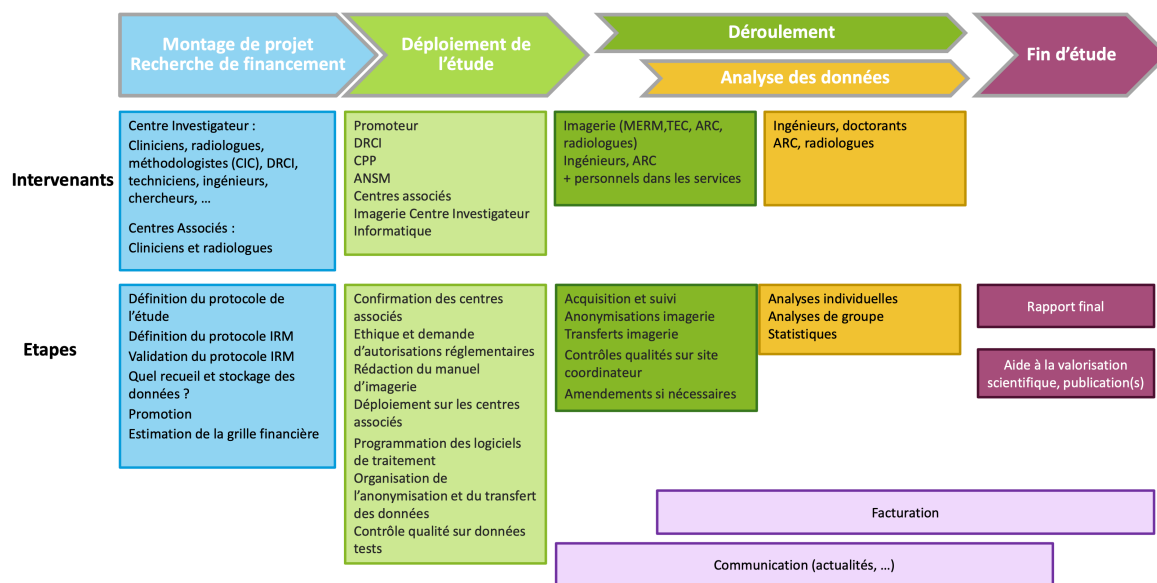 Montage de projet
Recherche de financement
Déploiement de
l'étude
Déroulement
Analyse des données
Fin d'étude
Intervenants
Centre Investigateur :
Cliniciens, radiologues,
méthodologistes (CIC), DRCI,
techniciens, ingénieurs,
chercheurs, …
Centres Associés :
Cliniciens et radiologues
Promoteur
DRCI
CPP
ANSM
Centres associés
Imagerie Centre Investigateur
Informatique
Imagerie (MERM,TEC, ARC,
radiologues)
Ingénieurs, ARC
+ personnels dans les services
Ingénieurs, doctorants
ARC, radiologues
Etapes
Définition du protocole de
l'étude
Définition du protocole IRM
Validation du protocole IRM
Quel recueil et stockage des
données ?
Promotion
Estimation de la grille financière
Confirmation des centres
associés
Ethique et demande
d'autorisations réglementaires
Rédaction du manuel
d'imagerie
Déploiement sur les centres
associés
Programmation des logiciels
de traitement
Organisation de
l'anonymisation et du transfert
des données
Contrôle qualité sur données
tests
Acquisition et suivi
Anonymisations imagerie
Transferts imagerie
Contrôles qualités sur site
coordinateur
Amendements si nécessaires
Analyses individuelles
Analyses de groupe
Statistiques
Rapport final
Aide à la valorisation
scientifique, publication(s)
Facturation
Communication (actualités, …)